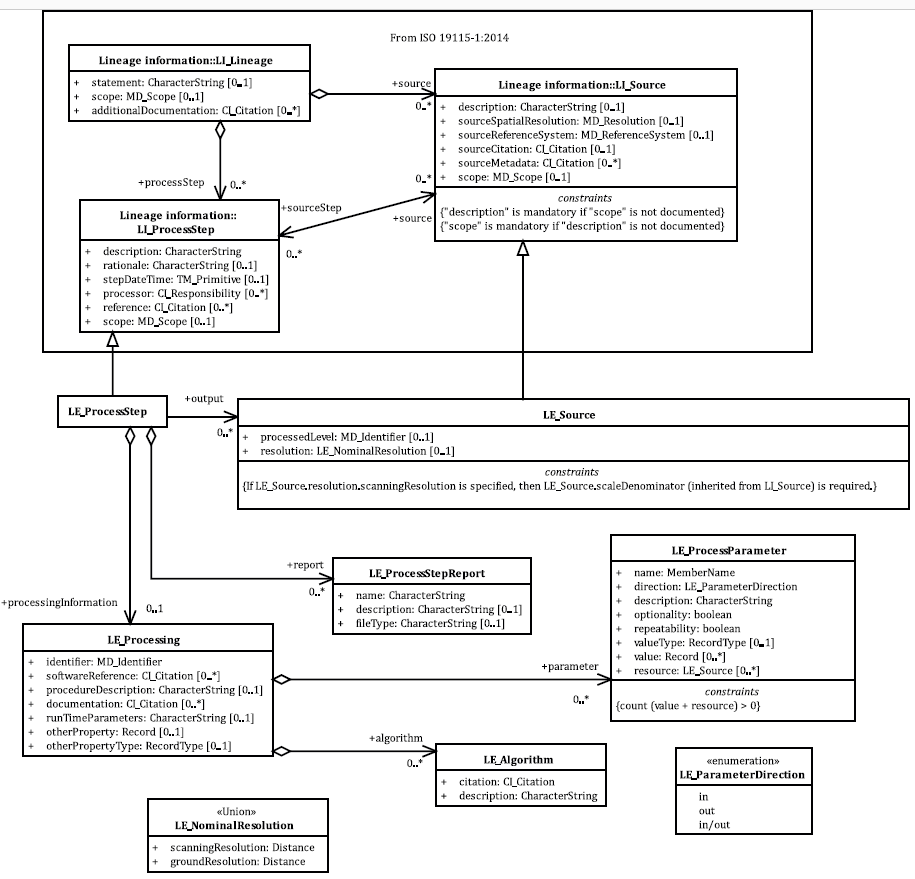 From ISO 19115-1:2014
Lineage information::LI_Lineage
+ statement: CharacterString [0..1]
+ scope: MD_Scope [0..1]
+ additionalDocumentation: CI_Citation [0..*]
+source
0..*
Lineage information::LI_Source
+ description: CharacterString [0..1]
+ sourceSpatialResolution: MD_Resolution [0..1]
+ sourceReferenceSystem: MD_ReferenceSystem [0..1]
+ sourceCitation: CI_Citation [0..1]
+ sourceMetadata: CI_Citation [0..*]
+ scope: MD_Scope [0..1]
constraints
{"description" is mandatory if "scope" is not documented}
{"scope" is mandatory if "description" is not documented}
+processStep
0..*
0..*
+sourceStep
+source
0..*
Lineage information::
LI_ProcessStep
+ description: CharacterString
+ rationale: CharacterString [0..1]
+ stepDateTime: TM_Primitive [0..1]
+ processor: CI_Responsibility [0..*]
+ reference: CI_Citation [0..*]
+ scope: MD_Scope [0..1]
LE_ProcessStep
+output
0..*
LE_Source
+ processedLevel: MD_Identifier [0..1]
+ resolution: LE_NominalResolution [0..1]
constraints
{If LE_Source.resolution.scanningResolution is specified, then LE_Source.scaleDenominator (inherited from LI_Source) is required.}
+report
0..*
LE_ProcessStepReport
+ name: CharacterString
+ description: CharacterString [0..1]
+ fileType: CharacterString [0..1]
LE_ProcessParameter
+ name: MemberName
+ direction: LE_ParameterDirection
+ description: CharacterString
+ optionality: boolean
+ repeatability: boolean
+ valueType: RecordType [0..1]
+ value: Record [0..*]
+ resource: LE_Source [0..*]
constraints
{count (value + resource) > 0}
+processingInformation
0..1
LE_Processing
+ identifier: MD_Identifier
+ softwareReference: CI_Citation [0..*]
+ procedureDescription: CharacterString [0..1]
+ documentation: CI_Citation [0..*]
+ runTimeParameters: CharacterString [0..1]
+ otherProperty: Record [0..1]
+ otherPropertyType: RecordType [0..1]
+parameter
0..*
+algorithm
0..*
LE_Algorithm
+ citation: CI_Citation
+ description: CharacterString
«enumeration»
LE_ParameterDirection
in
out
in/out
«Union»
LE_NominalResolution
+ scanningResolution: Distance
+ groundResolution: Distance